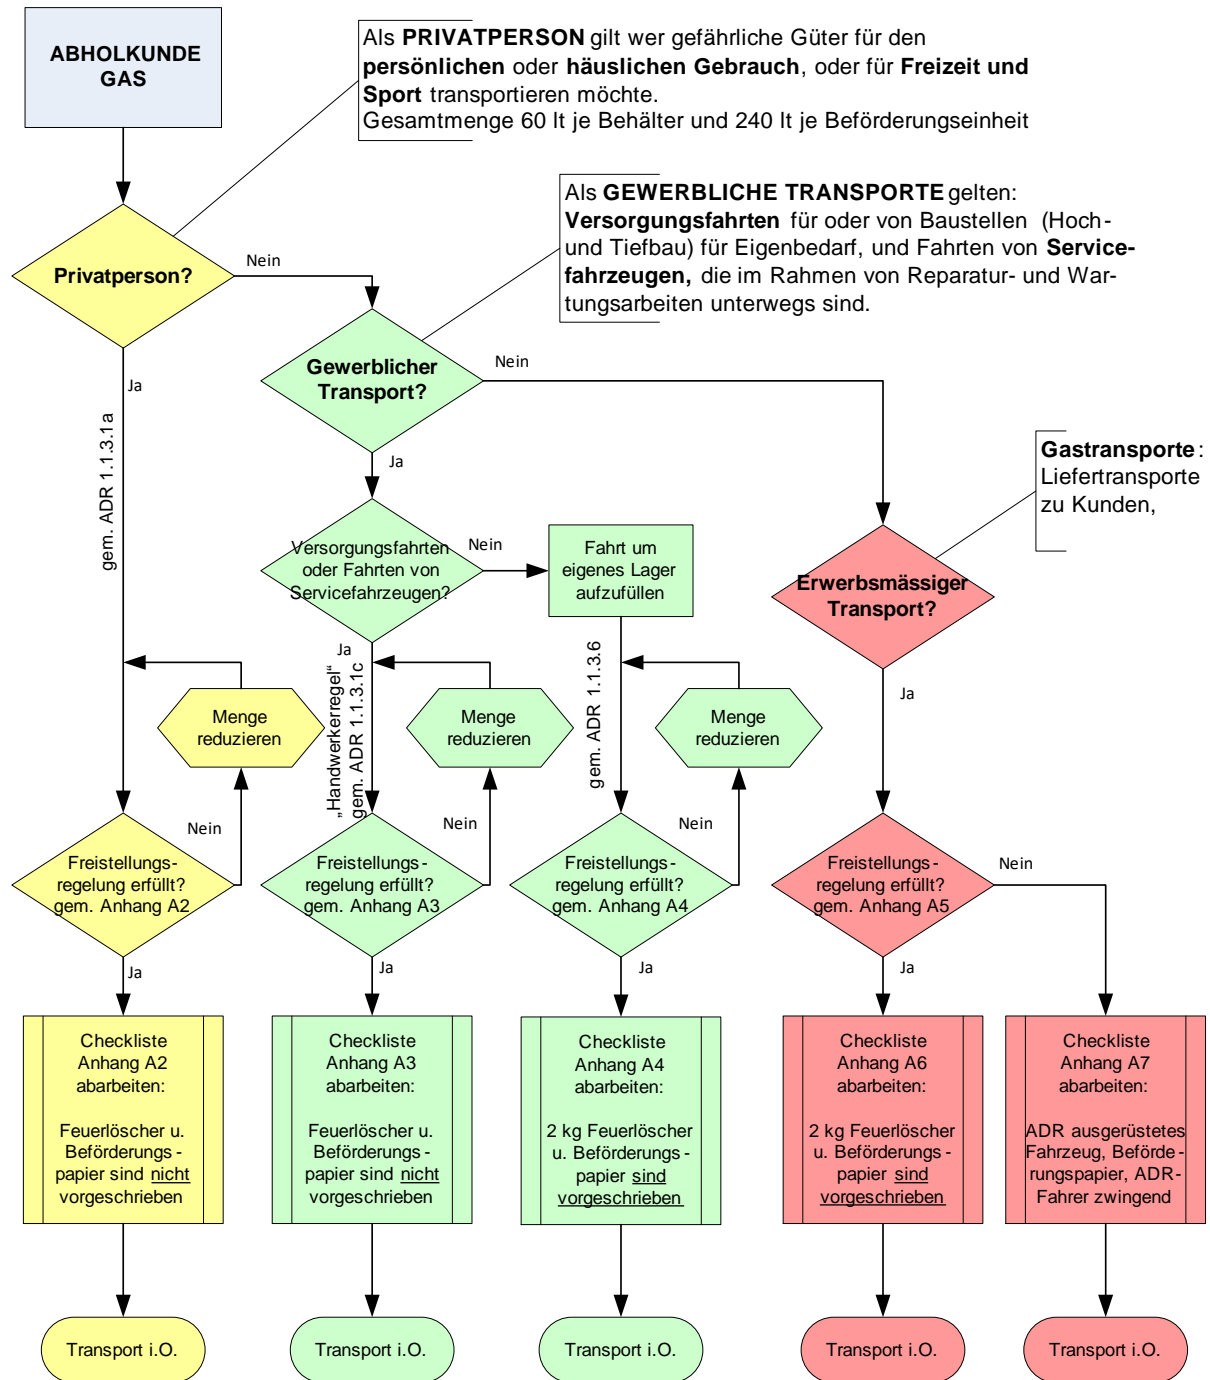 ABHOLKUNDE
GAS
Als PRIVATPERSON gilt wer gefährliche Güter für den
persönlichen oder häuslichen Gebrauch, oder für Freizeit und
Sport transportieren möchte.
Gesamtmenge 60 lt je Behälter und 240 lt je Beförderungseinheit
Als GEWERBLICHE TRANSPORTE gelten:
Versorgungsfahrten für oder von Baustellen (Hoch-
und Tiefbau) für Eigenbedarf, und Fahrten von Service-
fahrzeugen, die im Rahmen von Reparatur- und War-
tungsarbeiten unterwegs sind.
Privatperson?
Nein
Ja
gem. ADR 1.1.3.1a
Gewerblicher
Transport?
Nein
Ja
Gastransporte:
Liefertransporte
zu Kunden,
Versorgungsfahrten
oder Fahrten von
Servicefahrzeugen?
Nein
Ja
Fahrt um
eigenes Lager
aufzufüllen
Erwerbsmässiger
Transport?
Ja
„Handwerkerregel“
gem. ADR 1.1.3.1c
gem. ADR 1.1.3.6
Menge
reduzieren
Menge
reduzieren
Menge
reduzieren
Nein
Nein
Nein
Nein
Freistellungs-
regelung erfüllt?
gem. Anhang A2
Freistellungs-
regelung erfüllt?
gem. Anhang A3
Freistellungs-
regelung erfüllt?
gem. Anhang A4
Freistellungs-
regelung erfüllt?
gem. Anhang A5
Ja
Ja
Ja
Ja
Checkliste
Anhang A2
abarbeiten:
Feuerlöscher u.
Beförderungs-
papier sind nicht
vorgeschrieben
Checkliste
Anhang A3
abarbeiten:
Feuerlöscher u.
Beförderungs-
papier sind nicht
vorgeschrieben
Checkliste
Anhang A4
abarbeiten:
2 kg Feuerlöscher
u. Beförderungs-
papier sind
vorgeschrieben
Checkliste
Anhang A6
abarbeiten:
2 kg Feuerlöscher
u. Beförderungs-
papier sind
vorgeschrieben
Checkliste
Anhang A7
abarbeiten:
ADR ausgerüstetes
Fahrzeug, Beförde-
rungspapier, ADR-
Fahrer zwingend
Transport i.O.
Transport i.O.
Transport i.O.
Transport i.O.
Transport i.O.